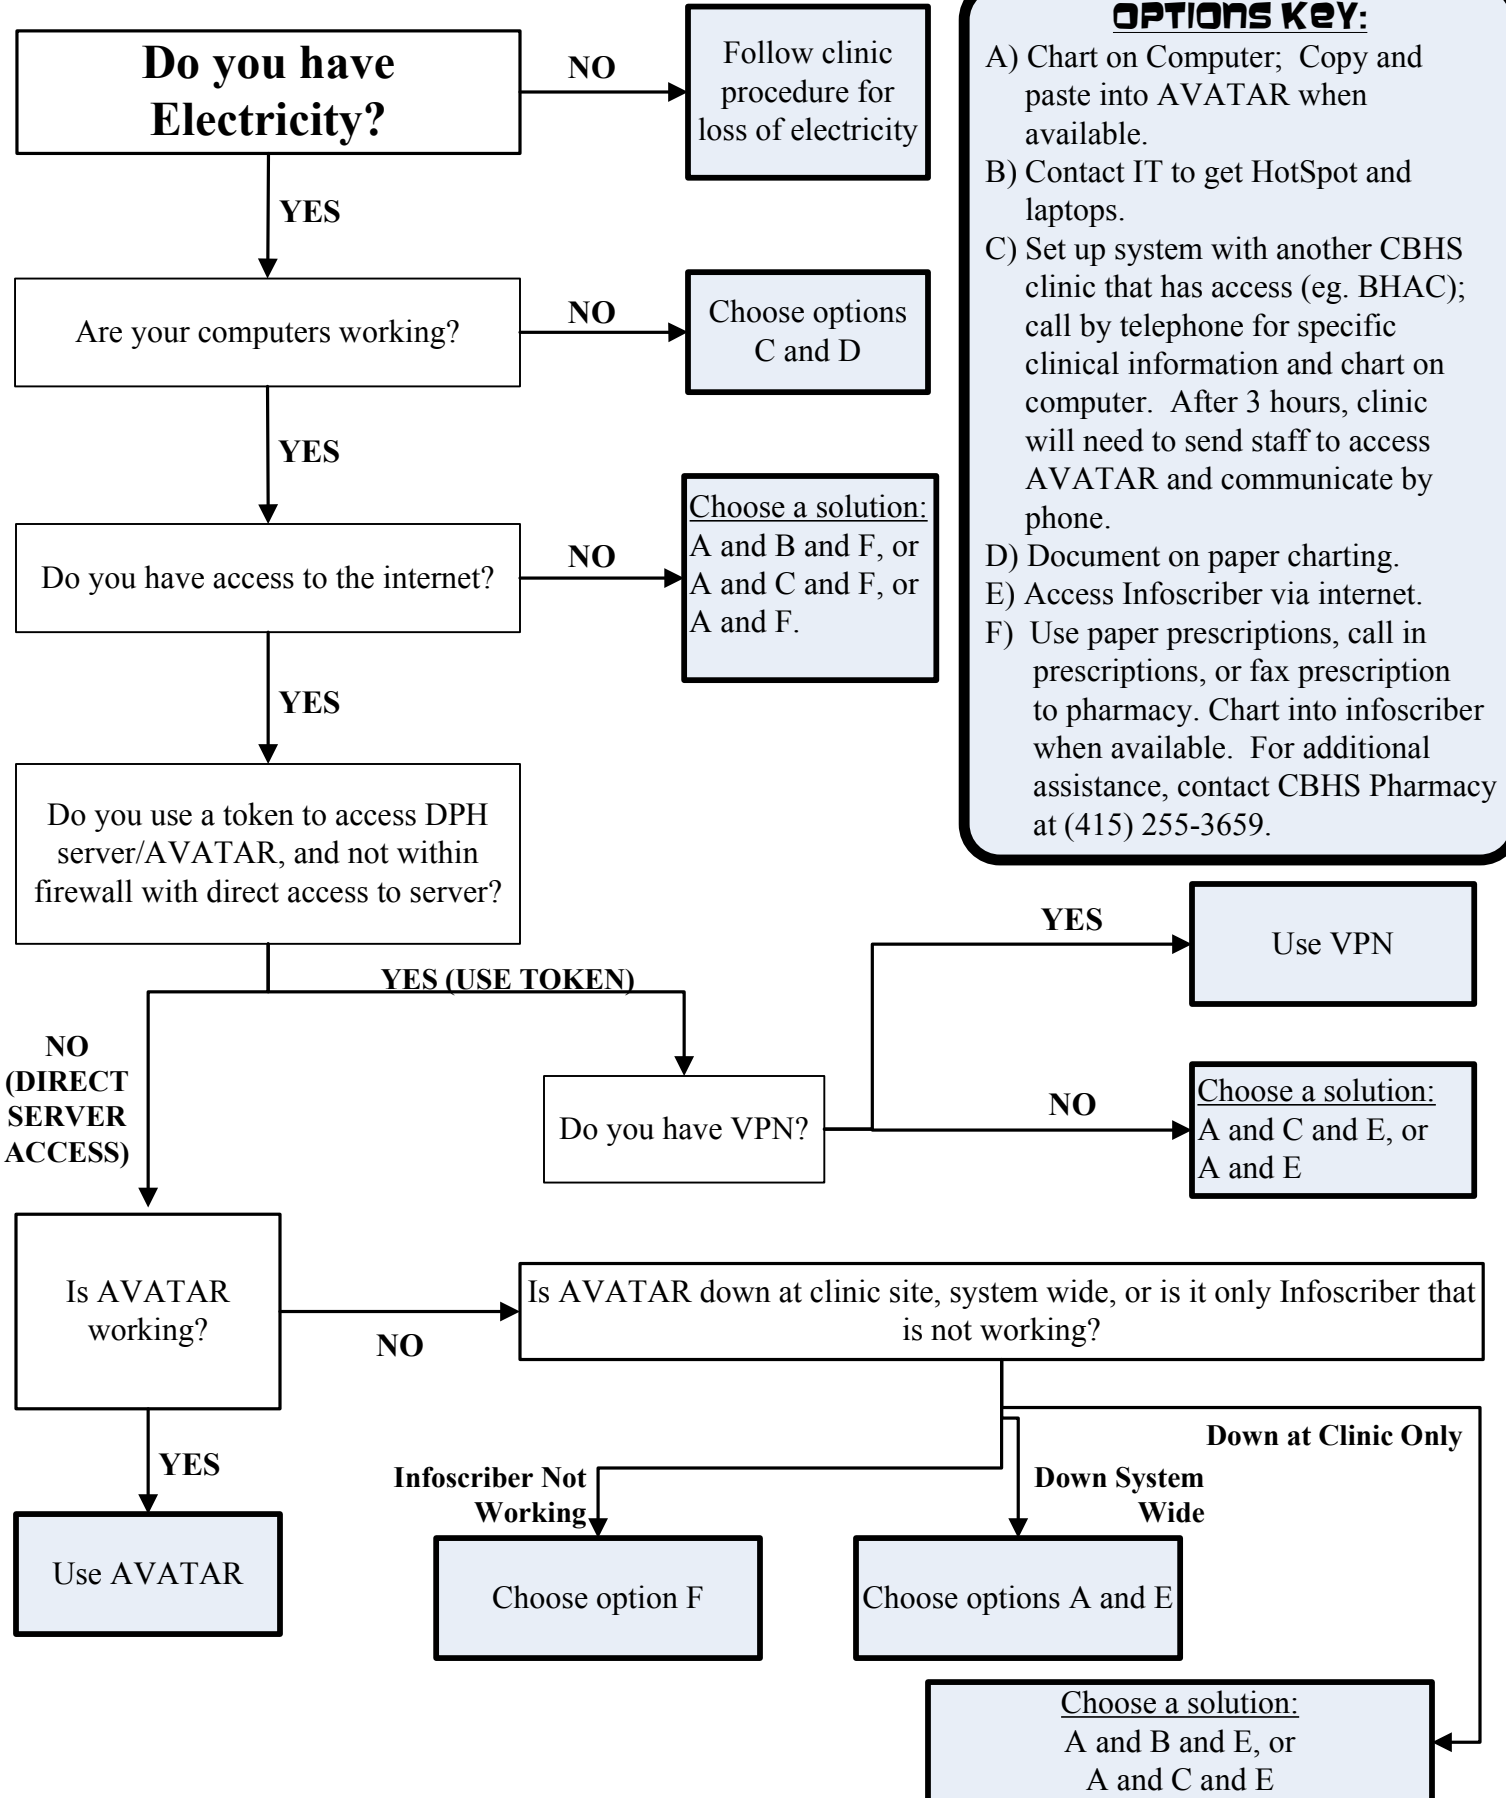 Do you have
Electricity?
NO
Follow clinic
procedure for
loss of electricity
YES
Are your computers working?
NO
Choose options
C and D
YES
Do you have access to the internet?
NO
Choose a solution:
A and B and F, or
A and C and F, or
A and F.
YES
Do you use a token to access DPH
server/AVATAR, and not within
firewall with direct access to server?
OPTIONS KEY:
A) Chart on Computer;  Copy and
paste into AVATAR when
available.
B) Contact IT to get HotSpot and
laptops.
C) Set up system with another CBHS
clinic that has access (eg. BHAC);
call by telephone for specific
clinical information and chart on
computer.  After 3 hours, clinic
will need to send staff to access
AVATAR and communicate by
phone.
D) Document on paper charting.
E) Access Infoscriber via internet.
F)  Use paper prescriptions, call in
prescriptions, or fax prescription
to pharmacy. Chart into infoscriber
when available.  For additional
assistance, contact CBHS Pharmacy
at (415) 255-3659.
YES (USE TOKEN)
NO
(DIRECT
SERVER
ACCESS)
Do you have VPN?
YES
Use VPN
NO
Choose a solution:
A and C and E, or
A and E
Is AVATAR
working?
NO
Is AVATAR down at clinic site, system wide, or is it only Infoscriber that
is not working?
YES
Use AVATAR
Infoscriber Not
Working
Choose option F
Down System
Wide
Choose options A and E
Down at Clinic Only
Choose a solution:
A and B and E, or
A and C and E